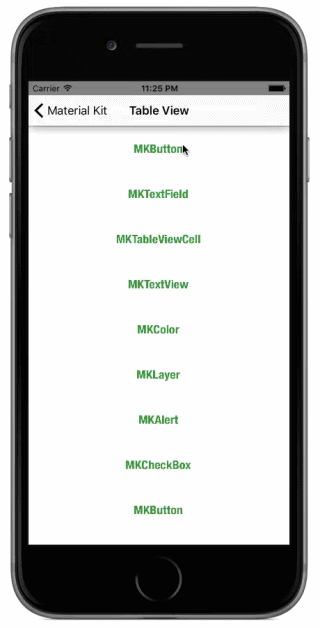 Carrier 11:25 PM
Material Kit Table View
MKButton
MKTextField
MKTableViewCell
MKTextView
MKColor
MKLayer
MKAlert
MKCheckBox
MKButton